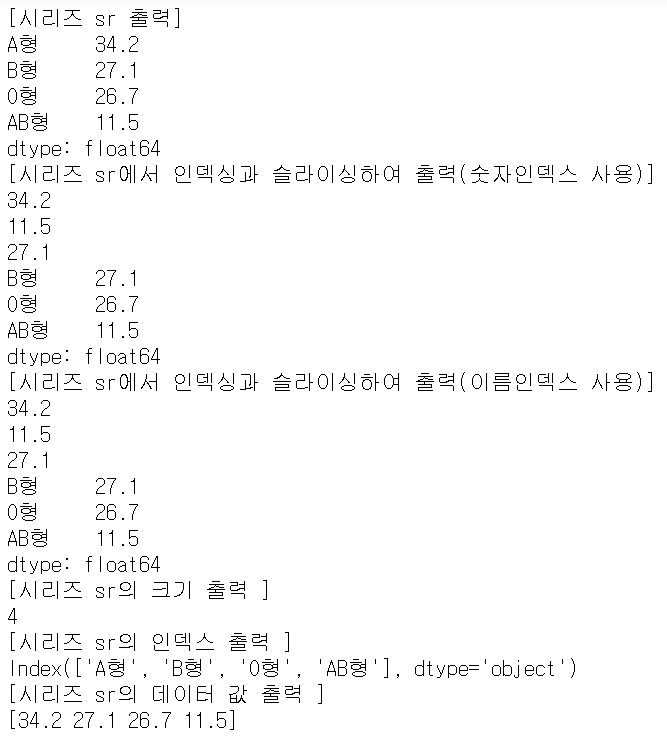 [시리즈 sr 출력]
A형    34.2
B형    27.1
O형    26.7
AB형    11.5
dtype: float64
[시리즈 sr에서 인덱싱과 슬라이싱하여 출력(숫자인덱스 사용)]
34.2
11.5
27.1
B형    27.1
O형    26.7
AB형    11.5
dtype: float64
[시리즈 sr에서 인덱싱과 슬라이싱하여 출력(이름인덱스 사용)]
34.2
11.5
27.1
B형    27.1
O형    26.7
AB형    11.5
dtype: float64
[시리즈 sr의 크기 출력 ]
4
[시리즈 sr의 인덱스 출력 ]
Index(['A형', 'B형', 'O형', 'AB형'], dtype='object')
[시리즈 sr의 데이터 값 출력 ]
[34.2 27.1 26.7 11.5]